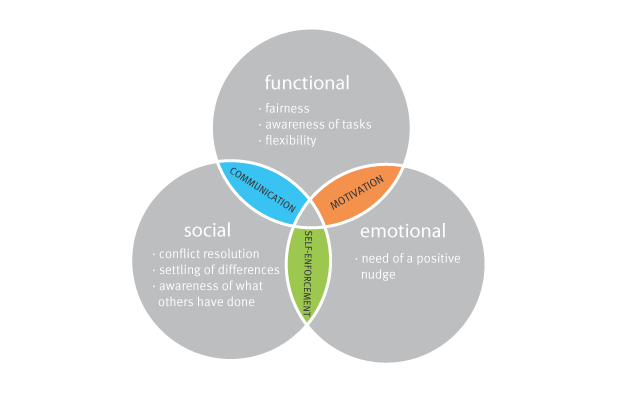 functional
· fairness
· awareness of tasks
· flexibility
COMMUNICATION
MOTIVATION
social
· conflict resolution
· settling of differences
· awareness of what
others have done
SELF-ENFORCEMENT
emotional
· need of a positive
nudge